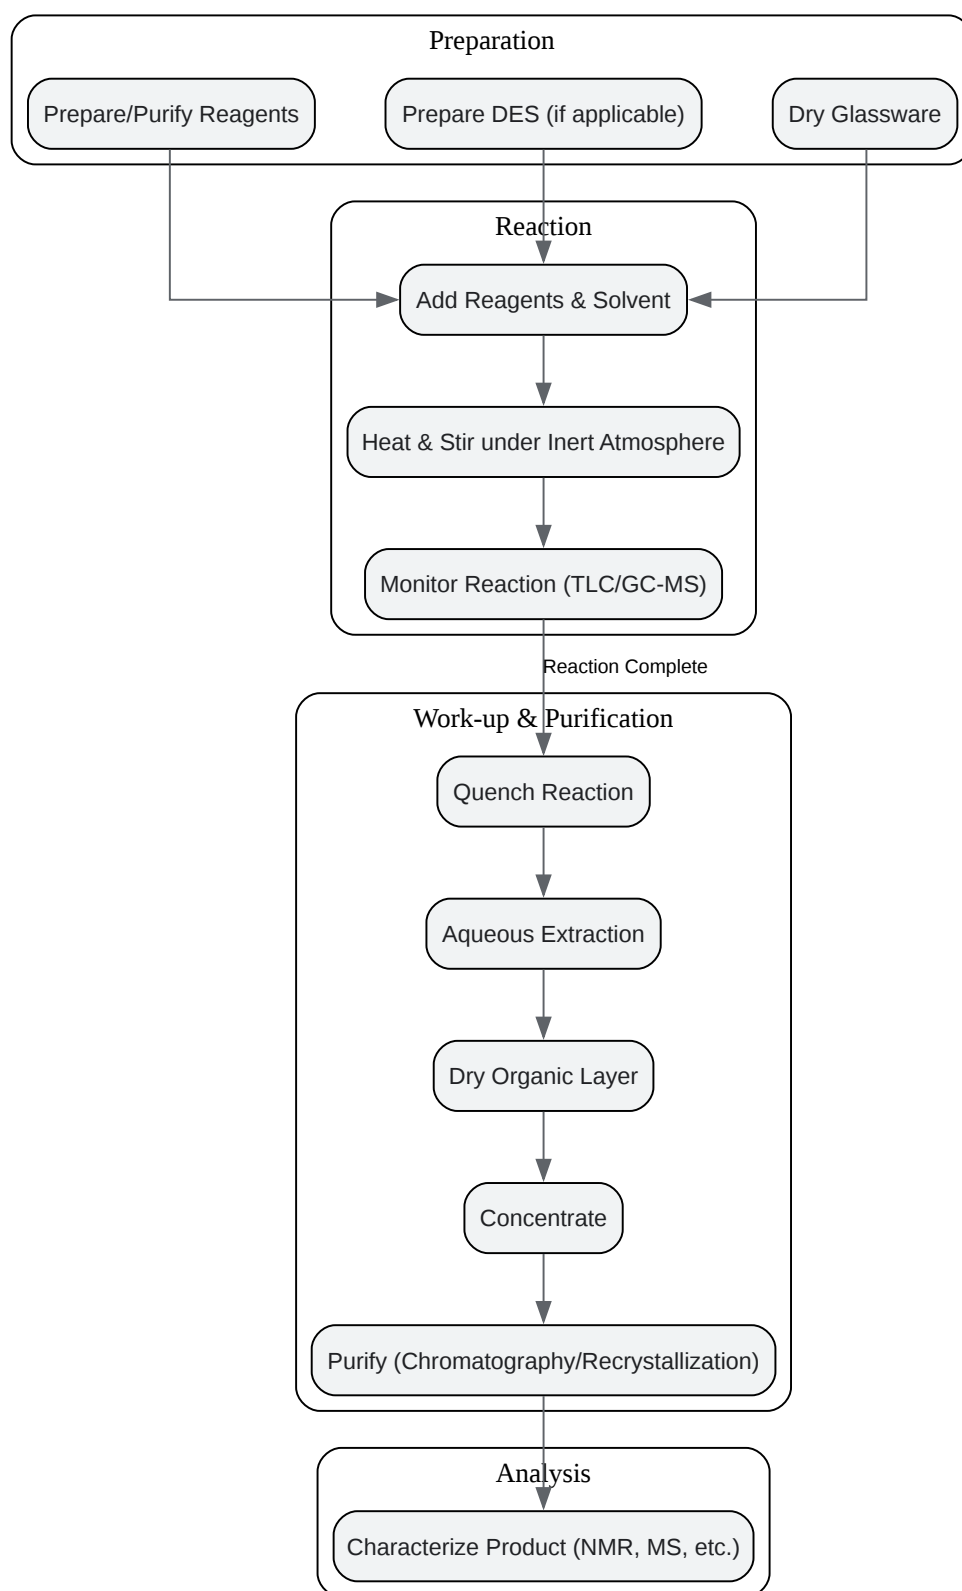 Preparation
Prepare/Purify Reagents
Prepare DES (if applicable)
Dry Glassware
Reaction
Add Reagents & Solvent
Heat & Stir under Inert Atmosphere
Monitor Reaction (TLC/GC-MS)
Reaction Complete
Work-up & Purification
Quench Reaction
Aqueous Extraction
Dry Organic Layer
Concentrate
Purify (Chromatography/Recrystallization)
Analysis
Characterize Product (NMR, MS, etc.)